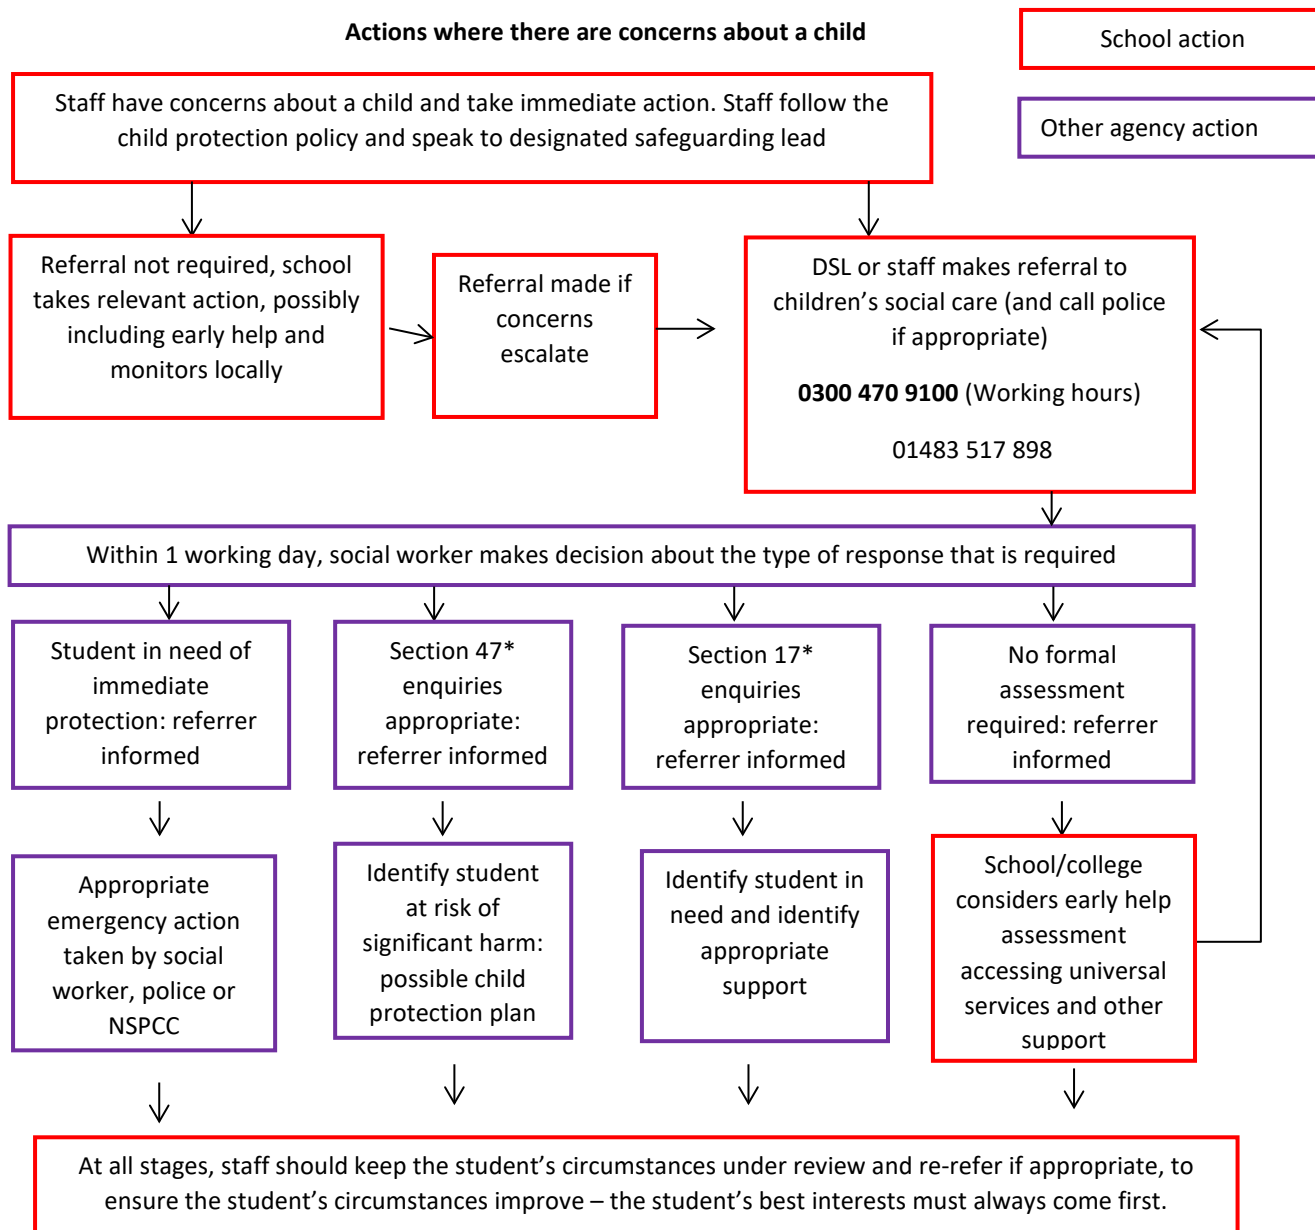 Actions where there are concerns about a child
School action
Other agency action
Staff have concerns about a child and take immediate action. Staff follow the
child protection policy and speak to designated safeguarding lead
Referral not required, school
takes relevant action, possibly
including early help and
monitors locally
Referral made if
concerns
escalate
DSL or staff makes referral to
children’s social care (and call police
if appropriate)
0300 470 9100 (Working hours)
01483 517 898
Within 1 working day, social worker makes decision about the type of response that is required
Student in need of
immediate
protection: referrer
informed
Section 47*
enquiries
appropriate:
referrer informed
Section 17*
enquiries
appropriate:
referrer informed
No formal
assessment
required: referrer
informed
Appropriate
emergency action
taken by social
worker, police or
NSPCC
Identify student
at risk of
significant harm:
possible child
protection plan
Identify student in
need and identify
appropriate
support
School/college
considers early help
assessment
accessing universal
services and other
support
At all stages, staff should keep the student’s circumstances under review and re-refer if appropriate, to
ensure the student’s circumstances improve – the student’s best interests must always come first.